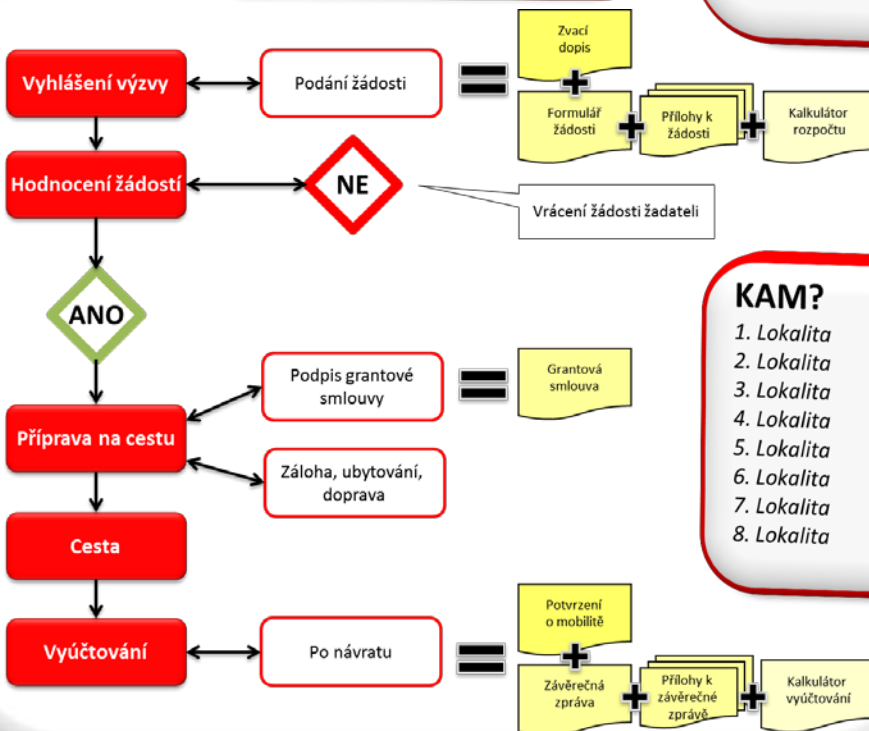 Vyhlášení výzvy
Podání žádosti
Zvací
dopis
Formulář
žádosti
Přílohy k
žádosti
Kalkulátor
rozpočtu
Hodnocení žádostí
NE
Vrácení žádosti žadateli
ANO
KAM?
1. Lokalita
2. Lokalita
3. Lokalita
4. Lokalita
5. Lokalita
6. Lokalita
7. Lokalita
8. Lokalita
Příprava na cestu
Podpis grantové
smlouvy
Grantová
smlouva
Záloha, ubytování,
doprava
Cesta
Vyúčtování
Po návratu
Potvrzení
o mobilitě
Závěrečná
zpráva
Přílohy k
závěrečné
zprávě
Kalkulátor
vyúčtování